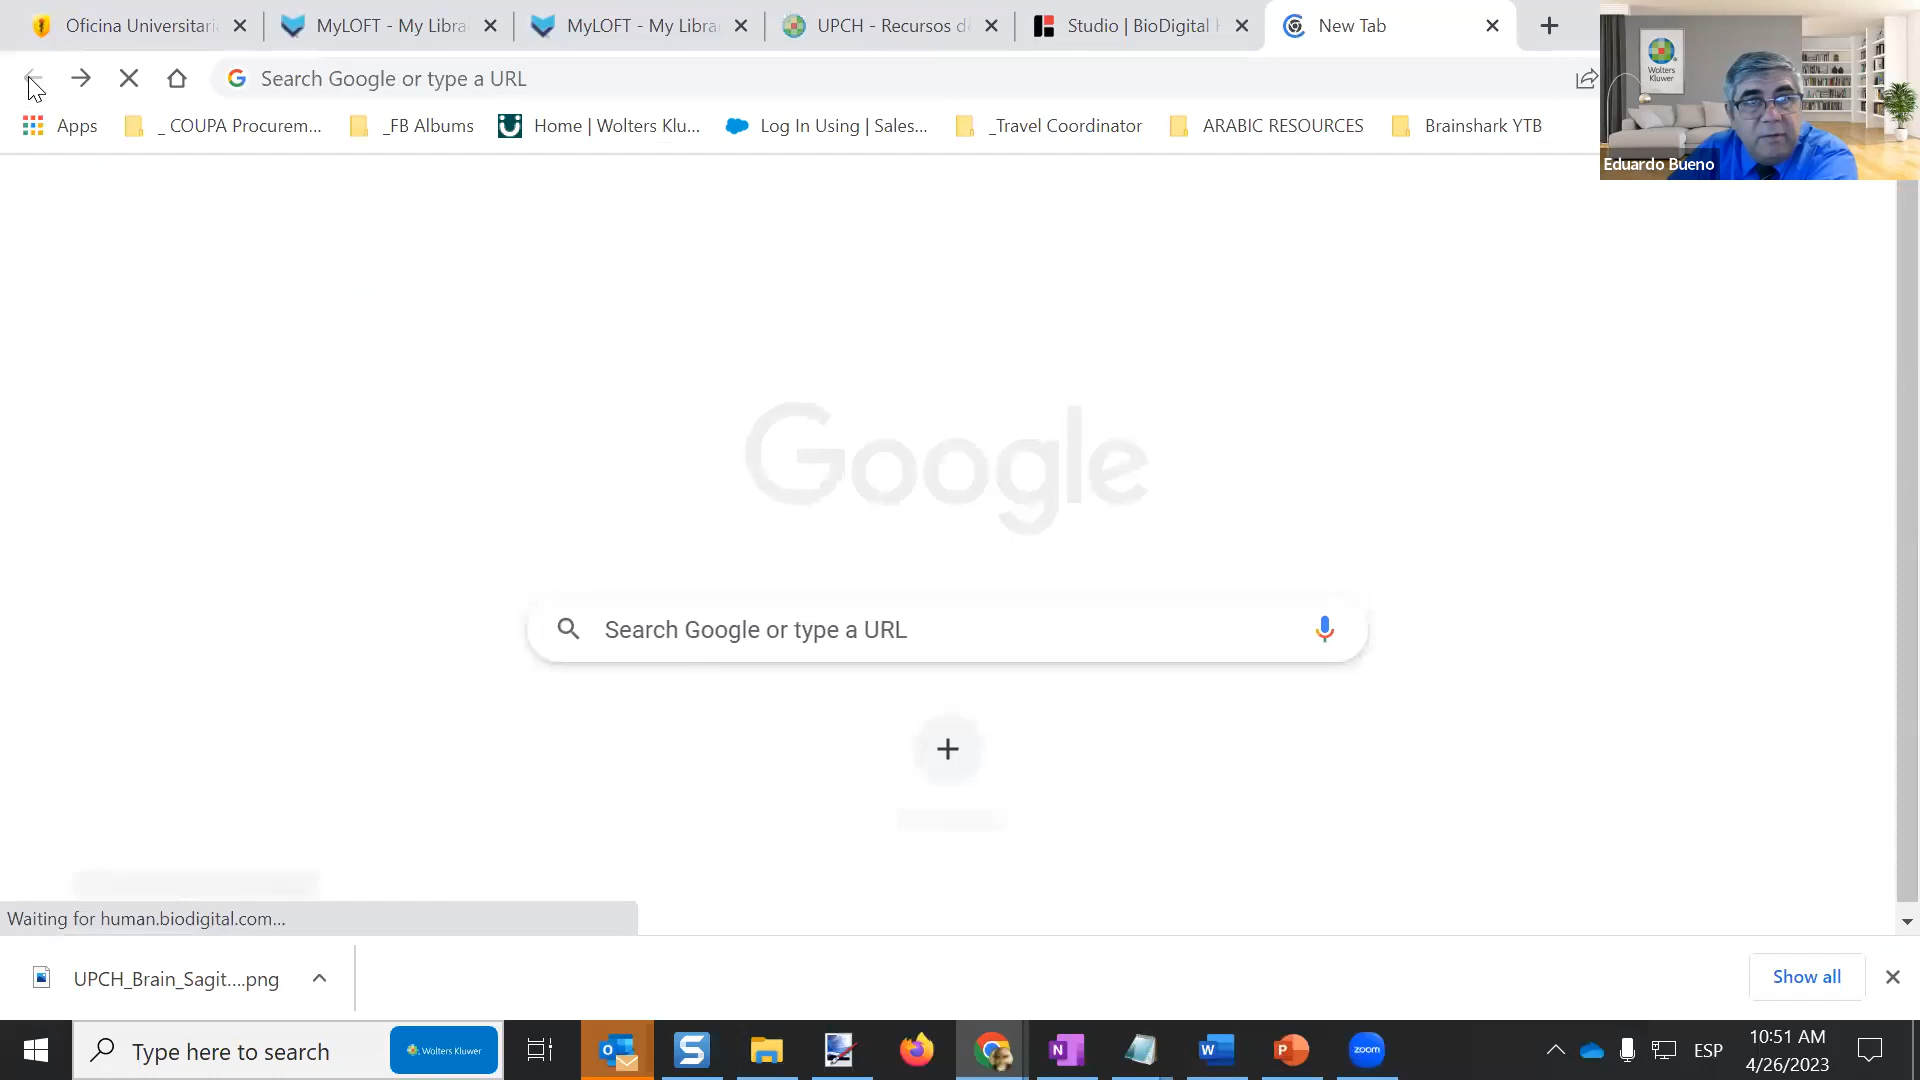 Oficina Universitari
MyLOFT - My Libra
MyLOFT - My Libra
UPCH - Recursos d
Studio | BioDigital
New Tab
Search Google or type a URL
Apps
_ COUPA Procurem...
_FB Albums
Home | Wolters Klu...
Log In Using | Sales...
_Travel Coordinator
ARABIC RESOURCES
Brainshark YTB
Wolters
Kluwer
Eduardo Bueno
Google
Search Google or type a URL
Waiting for human.biodigital.com...
UPCH_Brain_Sagit....png
Show all
Type here to search
Wolters Kluwer
zoom
ESP
10:51 AM
4/26/2023